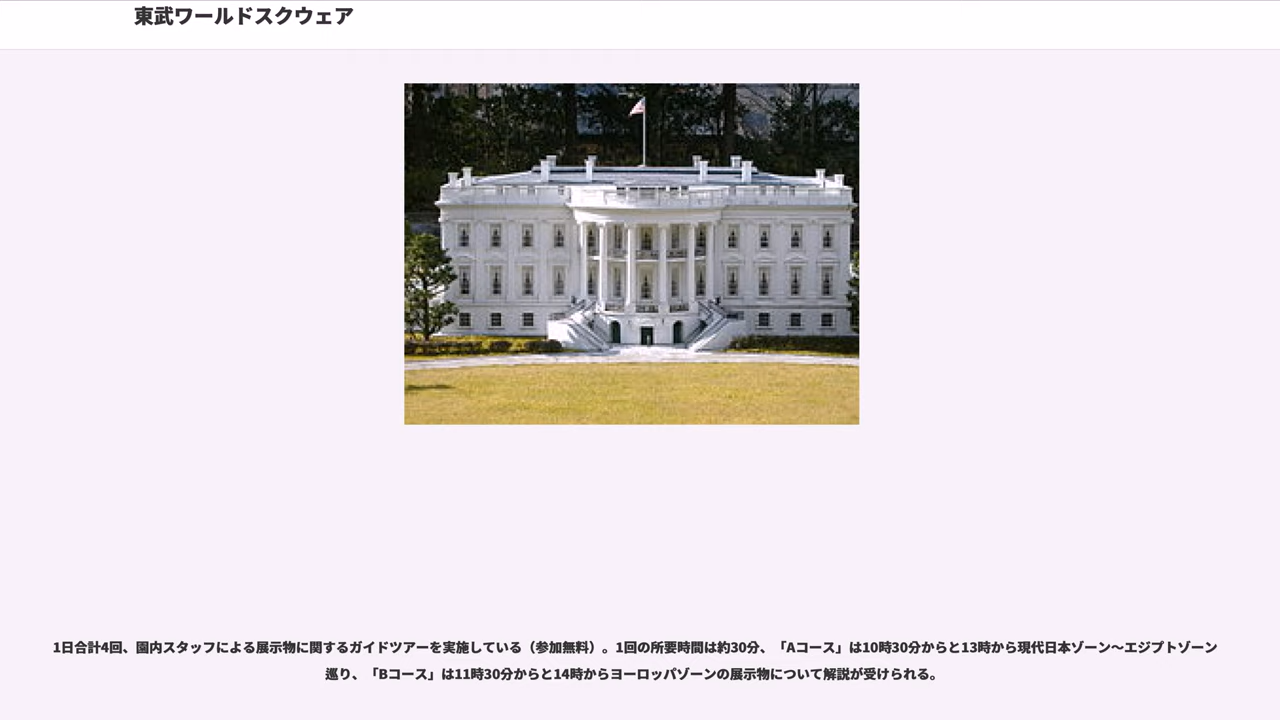 東武ワールドスクウェア
1日合計4回、園内スタッフによる展示物に関するガイドツアーを実施している（参加無料）。1回の所要時間は約30分、「Aコース」は10時30分からと13時から現代日本ゾーン〜エジプトゾーン
巡り、「Bコース」は11時30分からと14時からヨーロッパゾーンの展示物について解説が受けられる。